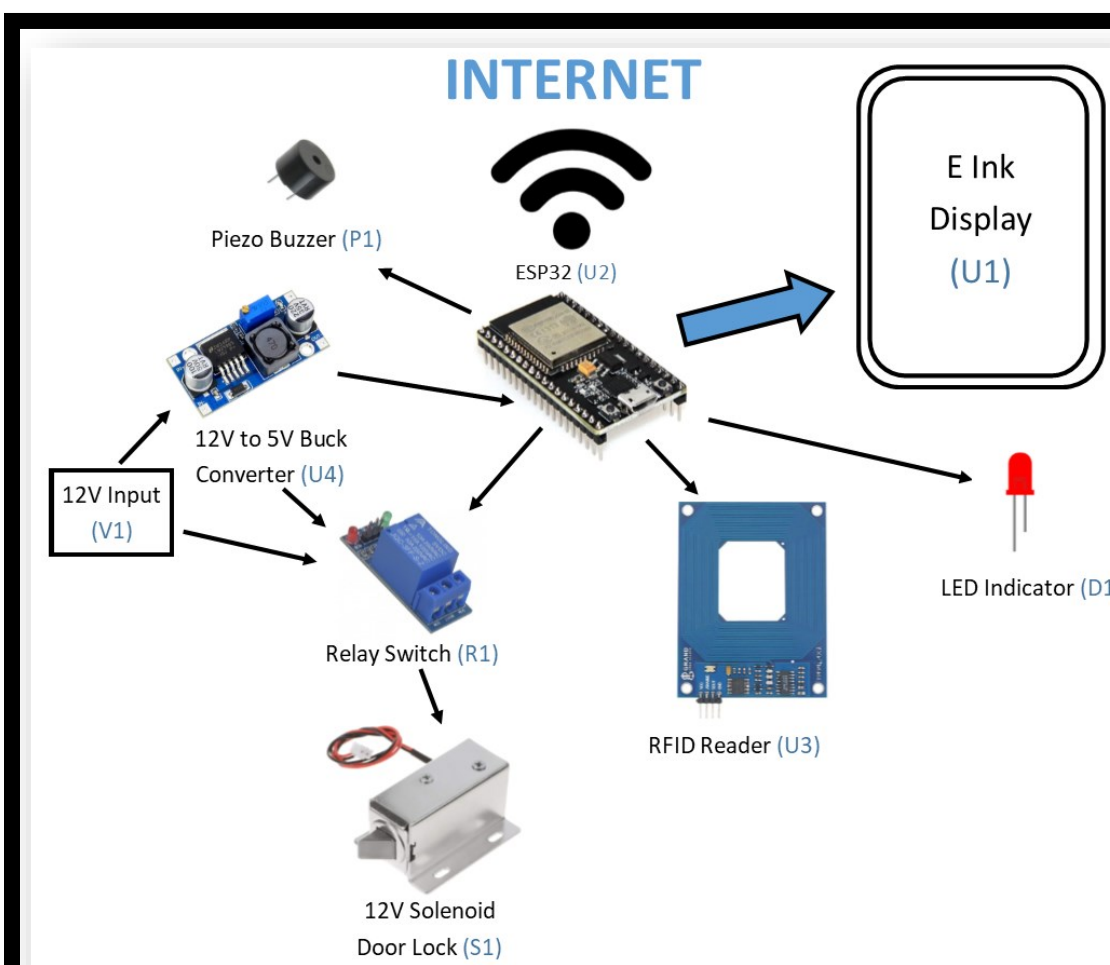 INTERNET
E Ink
Display
(U1)
Piezo Buzzer (P1)
ESP32 (U2)
12V to 5V Buck
Converter (U4)
12V Input
(V1)
LED Indicator (D1
Relay Switch (R1)
RFID Reader (U3)
12V Solenoid
Door Lock (S1)